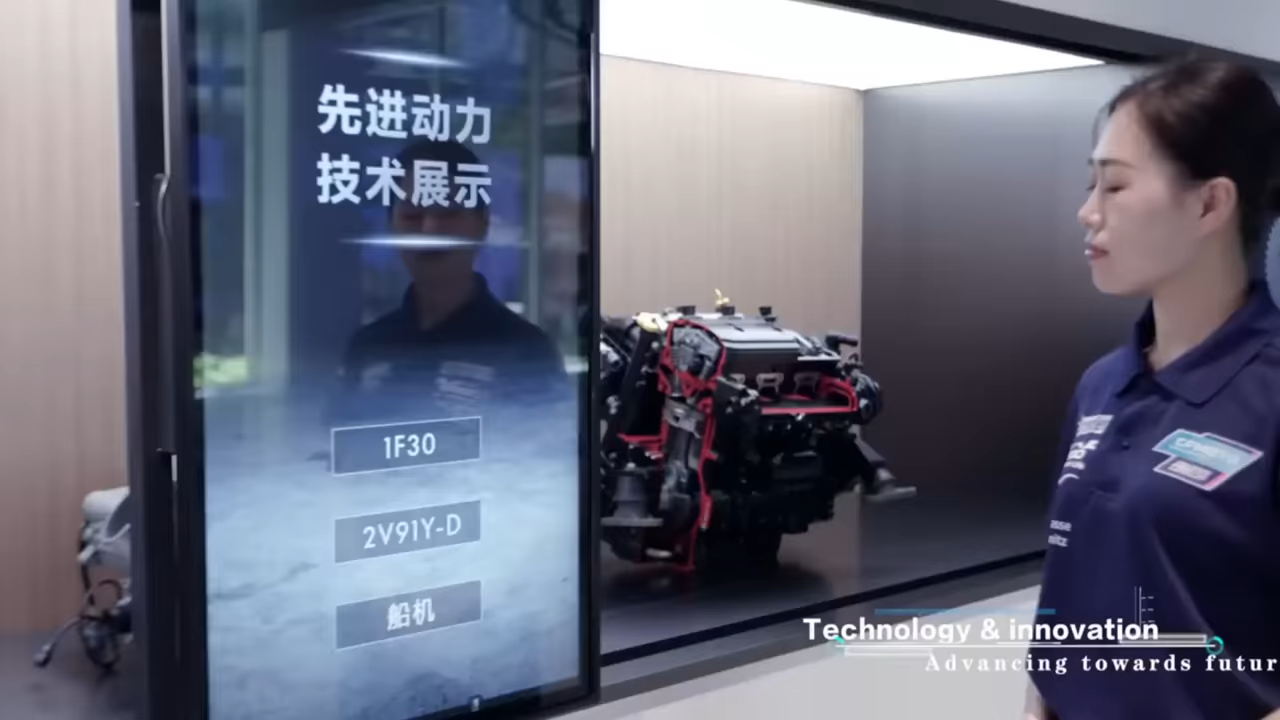 先进动力
技术展示
1F30
2V91Y-D
船机
Technology & innovation
Advancing towards futur